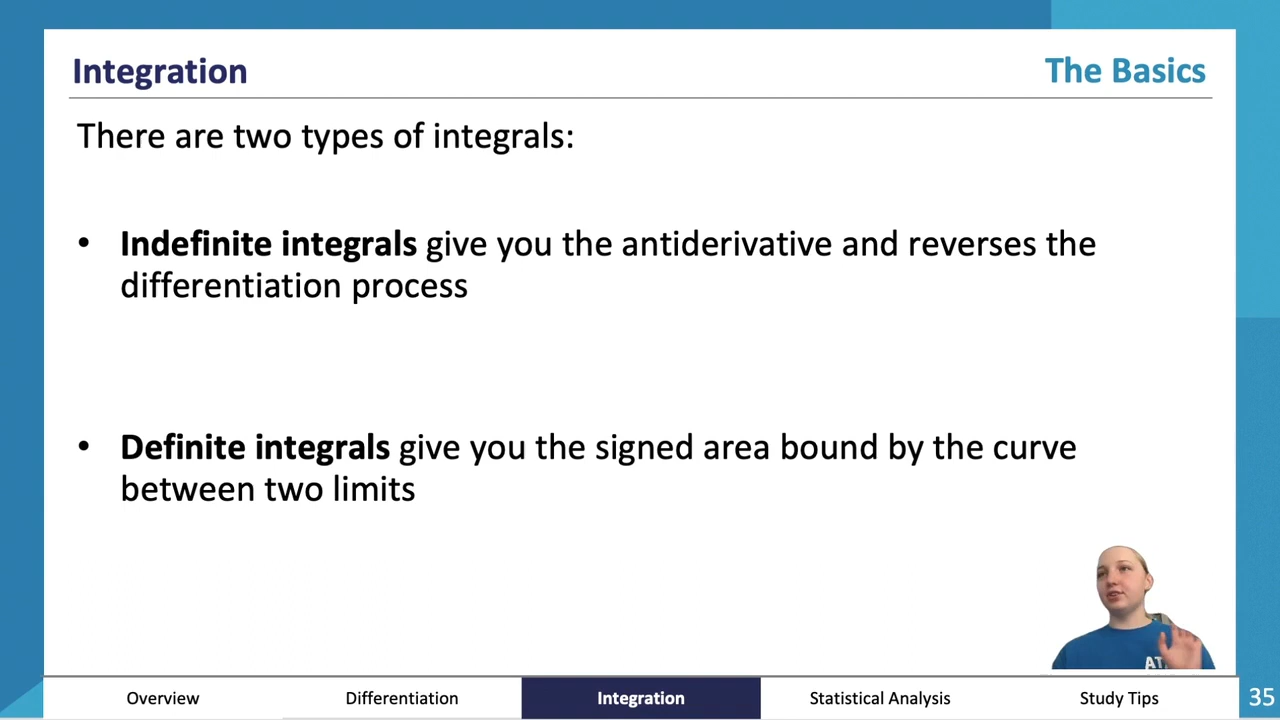 Integration
The Basics
There are two types of integrals:
• Indefinite integrals give you the antiderivative and reverses the
differentiation process
• Definite integrals give you the signed area bound by the curve
between two limits
Overview
Differentiation
Integration
Statistical Analysis
Study Tips
35